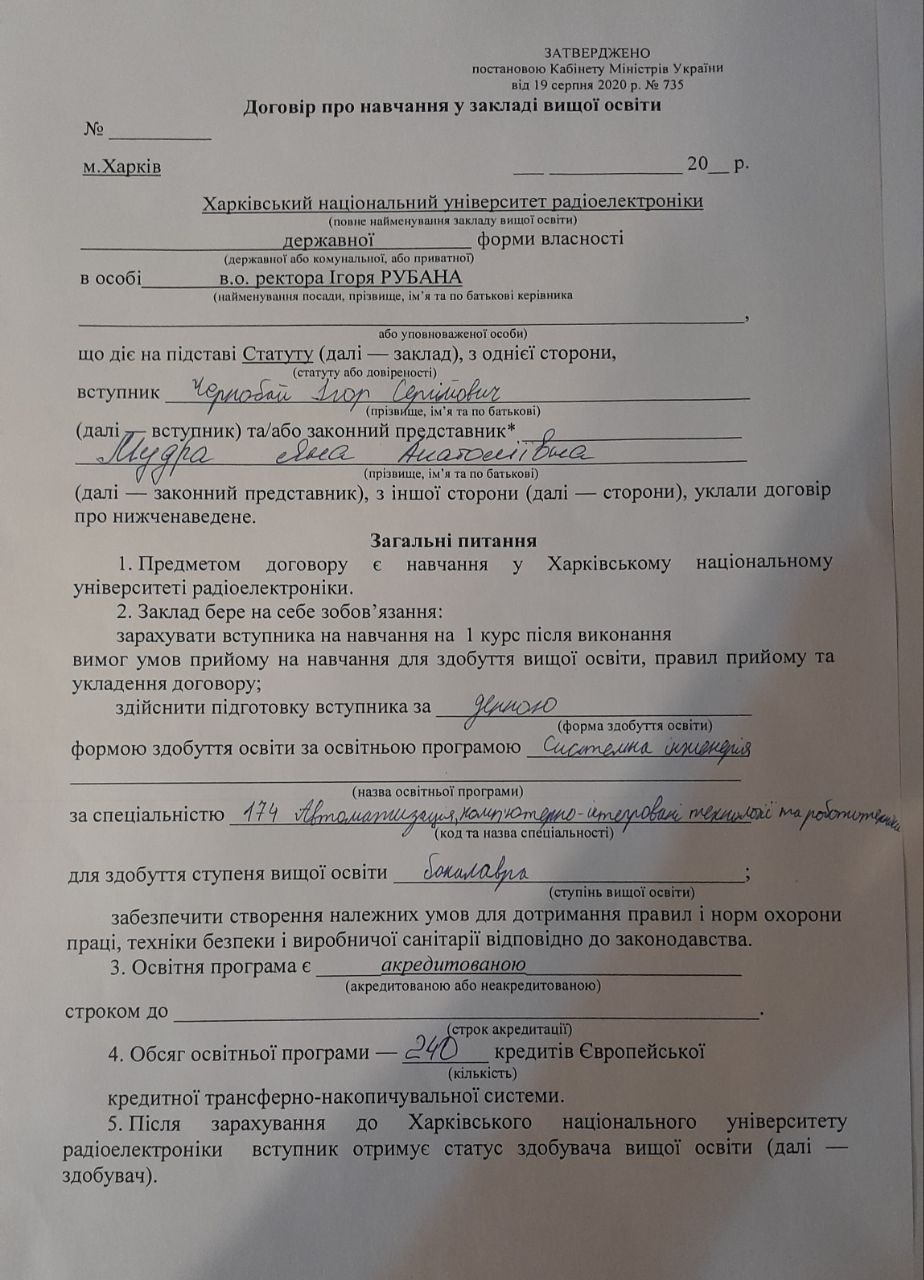 ЗАТВЕРДЖЕНО
постановою Кабінету Міністрів України
від 19 серпня 2020 р. № 735
Договір про навчання у закладі вищої освіти
№ ___________
м.Харків ___ ______________ 20__ р.
Харківський національний університет радіоелектроніки
(повне найменування закладу вищої освіти)
державної форми власності
(державної або комунальної, або приватної)
в особі в.о. ректора Ігоря РУБАНА
(найменування посади, прізвище, ім’я та по батькові керівника
,
або уповноваженої особи)
що діє на підставі Статуту (далі — заклад), з однієї сторони,
(статуту або довіреності)
вступник Чернобай Ігор Сергійович
(прізвище, ім’я та по батькові)
(далі — вступник) та/або законний представник*
Мудра Яна Анатоліївна
(прізвище, ім’я та по батькові)
(далі — законний представник), з іншої сторони (далі — сторони), уклали договір
про нижченаведене.
Загальні питання
1. Предметом договору є навчання у Харківському національному
університеті радіоелектроніки.
2. Заклад бере на себе зобов’язання:
зарахувати вступника на навчання на 1 курс після виконання
вимог умов прийому на навчання для здобуття вищої освіти, правил прийому та
укладення договору;
здійснити підготовку вступника за денною
(форма здобуття освіти)
формою здобуття освіти за освітньою програмою Системна інженерія
(назва освітньої програми)
за спеціальністю 174 Автоматизація, компютерно-інтегровані технології та робототехніка
(код та назва спеціальності)
для здобуття ступеня вищої освіти бакалавра ;
(ступінь вищої освіти)
забезпечити створення належних умов для дотримання правил і норм охорони
праці, техніки безпеки і виробничої санітарії відповідно до законодавства.
3. Освітня програма є акредитованою
(акредитованою або неакредитованою)
строком до .
(строк акредитації)
4. Обсяг освітньої програми — 240 кредитів Європейської
(кількість)
кредитної трансферно-накопичувальної системи.
5. Після зарахування до Харківського національного університету
радіоелектроніки вступник отримує статус здобувача вищої освіти (далі —
здобувач).